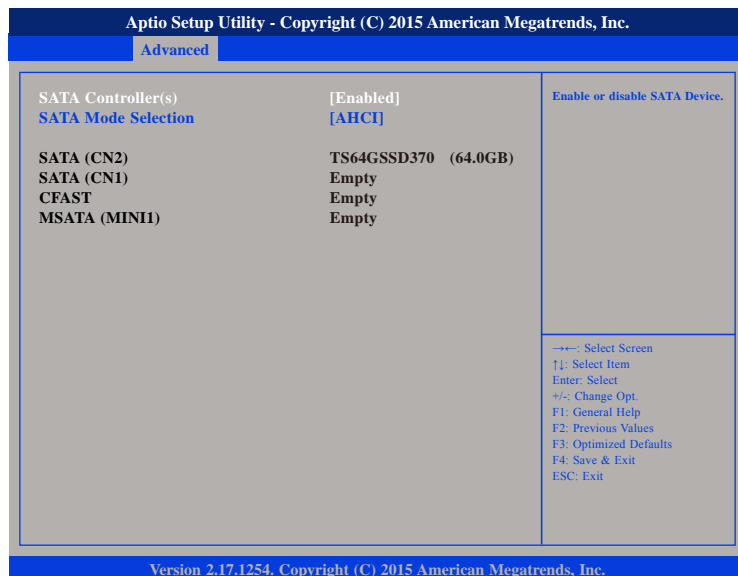 Aptio Setup Utility - Copyright (C) 2015 American Megatrends, Inc.
Advanced
SATA Controller(s) [Enabled]
SATA Mode Selection [AHCI]
SATA (CN2) TS64GSSD370 (64.0GB)
SATA (CN1) Empty
CFAST Empty
MSATA (MINI1) Empty
Enable or disable SATA Device.
→←: Select Screen
↑↓: Select Item
Enter: Select
+/-: Change Opt.
F1: General Help
F2: Previous Values
F3: Optimized Defaults
F4: Save & Exit
ESC: Exit
Version 2.17.1254. Copyright (C) 2015 American Megatrends, Inc.